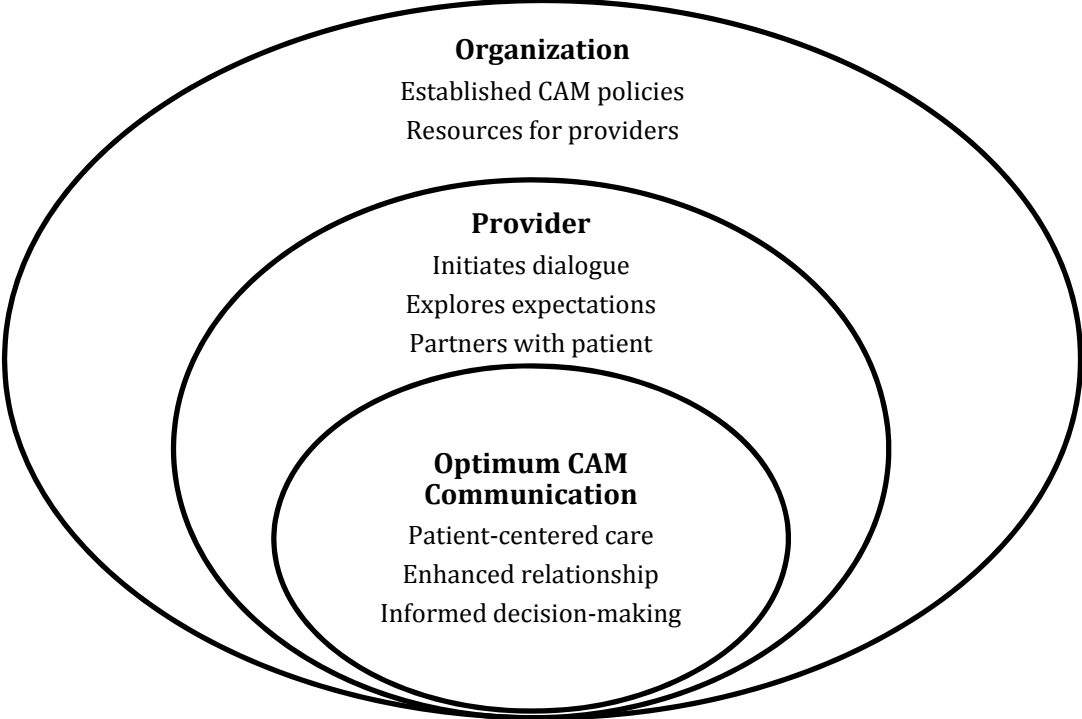 Organization
Established CAM policies
Resources for providers
Provider
Initiates dialogue
Explores expectations
Partners with patient
Optimum CAM
Communication
Patient-centered care
Enhanced relationship
Informed decision-making